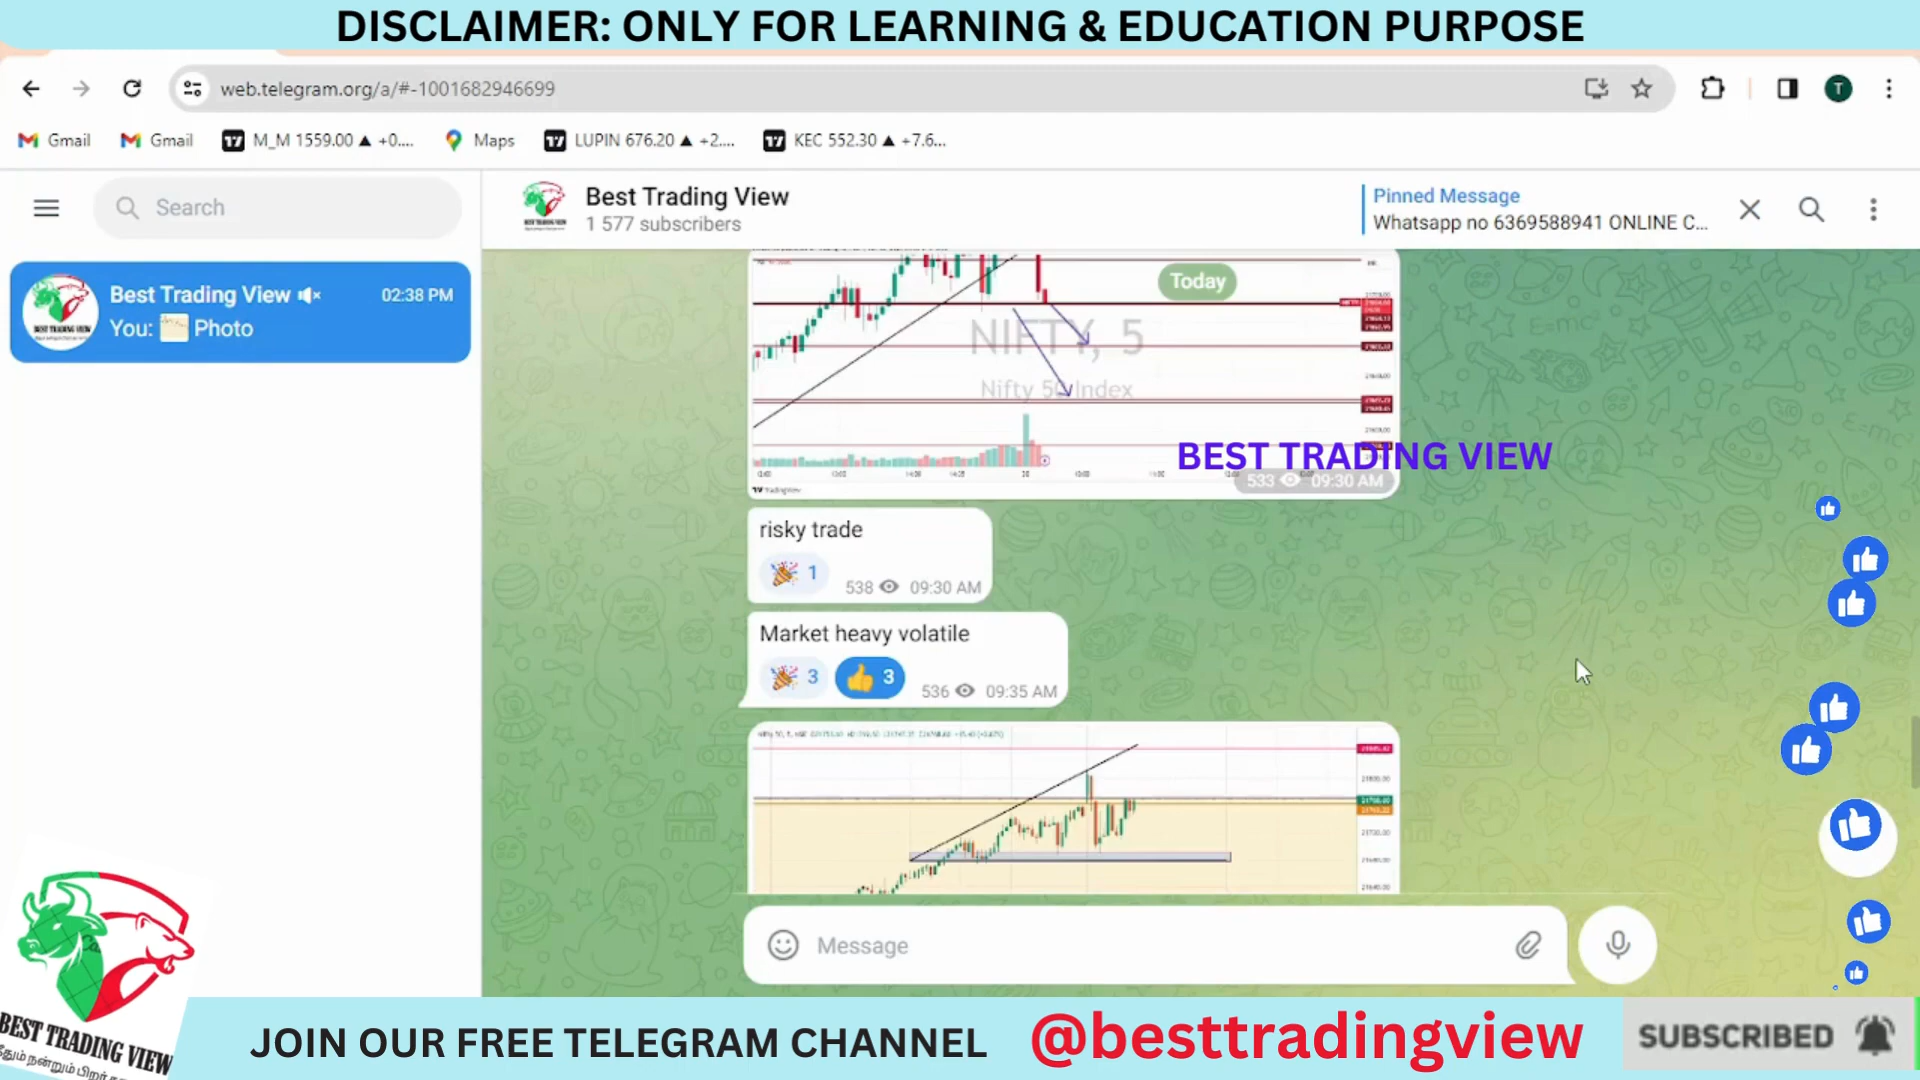 DISCLAIMER: ONLY FOR LEARNING & EDUCATION PURPOSE
web.telegram.org/a/#-1001682946699
T
Gmail
Gmail
M_M 1559.00 ▲ +0....
Maps
LUPIN 676.20 ▲ +2....
KEC 552.30 ▲ +7.6...
Search
Best Trading View
1 577 subscribers
Pinned Message
Whatsapp no 6369588941 ONLINE C...
Best Trading View
02:38 PM
You: Photo
Today
NIFTY, 5
Nifty 50 Index
BEST TRADING VIEW
533 09:30 AM
TradingView
risky trade
1
538 09:30 AM
Market heavy volatile
3
3
536 09:35 AM
Message
BEST TRADING VIEW
JOIN OUR FREE TELEGRAM CHANNEL
@besttradingview
SUBSCRIBED